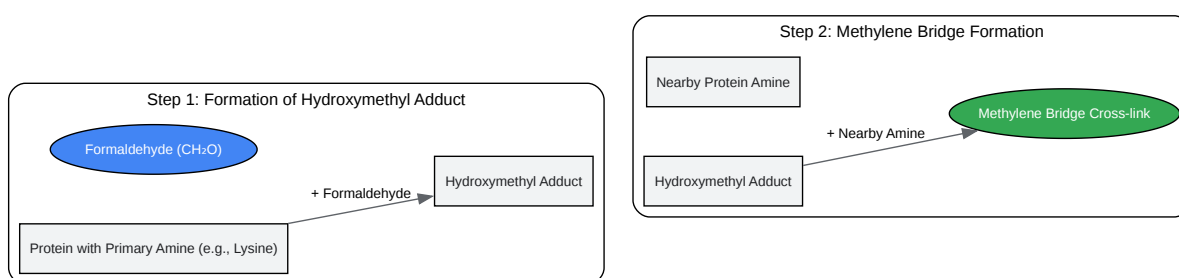 Step 1: Formation of Hydroxymethyl Adduct
Formaldehyde (CH₂O)
+ Formaldehyde
Hydroxymethyl Adduct
Protein with Primary Amine (e.g., Lysine)
Step 2: Methylene Bridge Formation
Nearby Protein Amine
Methylene Bridge Cross-link
+ Nearby Amine
Hydroxymethyl Adduct